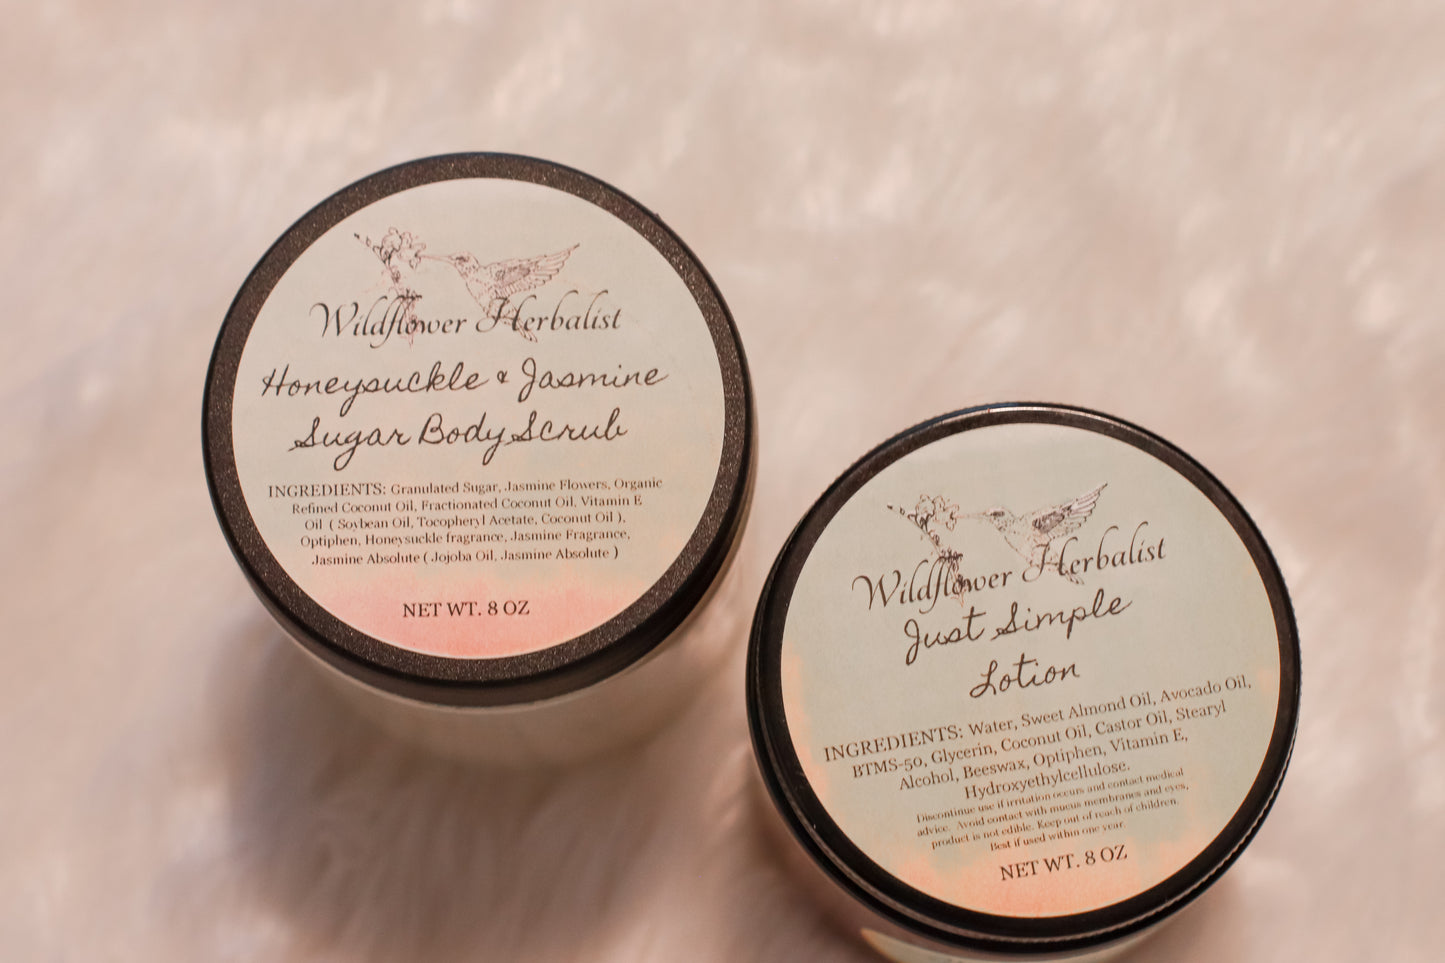 Wildflower Herbalist
Honeysuckle & Jasmine
Sugar Body Scrub
INGREDIENTS: Granulated Sugar, Jasmine Flowers, Organic
Refined Coconut Oil, Fractionated Coconut Oil, Vitamin E
Oil ( Soybean Oil, Tocopheryl Acetate, Coconut Oil ),
Optiphen, Honeysuckle fragrance, Jasmine Fragrance,
Jasmine Absolute ( Jojoba Oil, Jasmine Absolute )
NET WT. 8 OZ
Wildflower Herbalist
Just Simple
Lotion
INGREDIENTS: Water, Sweet Almond Oil, Avocado Oil,
BTMS-50, Glycerin, Coconut Oil, Castor Oil, Stearyl
Alcohol, Beeswax, Optiphen, Vitamin E,
Hydroxyethylcellulose.
Discontinue use if irritation occurs and contact medical
advice. Avoid contact with mucus membranes and eyes,
product is not edible. Keep out of reach of children.
Best if used within one year.
NET WT. 8 OZ